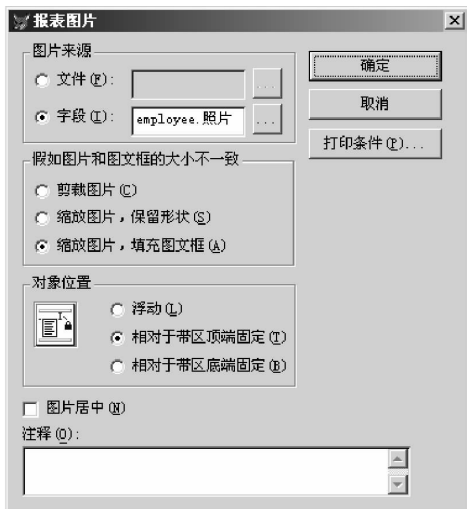 报表图片
图片来源
文件(F):
...
字段(I):
employee.照片
...
确定
取消
打印条件(P)...
假如图片和图文框的大小不一致
剪裁图片(C)
缩放图片，保留形状(S)
缩放图片，填充图文框(A)
对象位置
浮动(L)
相对于带区顶端固定(T)
相对于带区底端固定(B)
图片居中(N)
注释(O):